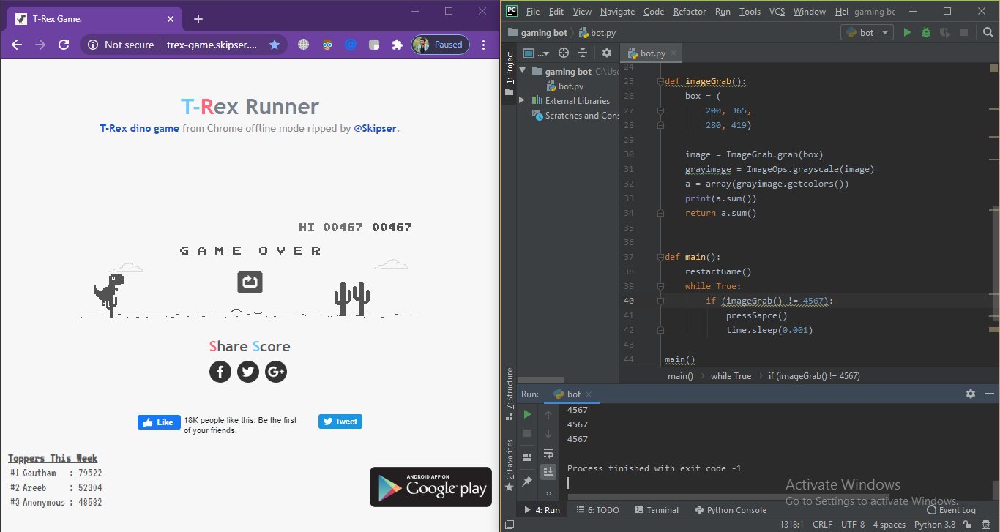 T-Rex Game.
Not secure
trex-game.skipser....
Paused
T-Rex Runner
T-Rex dino game from Chrome offline mode ripped by @Skipser.
HI 00467 00467
GAME OVER
Share Score
Like
18K people like this. Be the first
of your friends.
Tweet
Toppers This Week
#1 Goutham : 79522
#2 Areeb : 52304
#3 Anonymous : 48582
ANDROID APP ON
Google play
PC File Edit View Navigate Code Refactor Run Tools VCS Window Hel gaming bc
gaming bot bot.py
bot
1: Project
...
bot.py
gaming bot C:\Use
bot.py
External Libraries
Scratches and Cons
24
25 def imageGrab():
26 box = (
27 200, 365,
28 280, 419)
29
30 image = ImageGrab.grab(box)
31 grayimage = ImageOps.grayscale(image)
32 a = array(grayimage.getcolors())
33 print(a.sum())
34 return a.sum()
35
36
37 def main():
38 restartGame()
39 while True:
40 if (imageGrab() != 4567):
41 pressSapce()
42 time.sleep(0.001)
43
44 main()
main() while True if (imageGrab() != 4567)
7: Structure
2: Favorites
Run: bot
4567
4567
4567
Process finished with exit code -1
Activate Windows
Go to Settings to activate Windows.
4: Run 6: TODO Terminal Python Console Event Log
1318:1 CRLF UTF-8 4 spaces Python 3.8